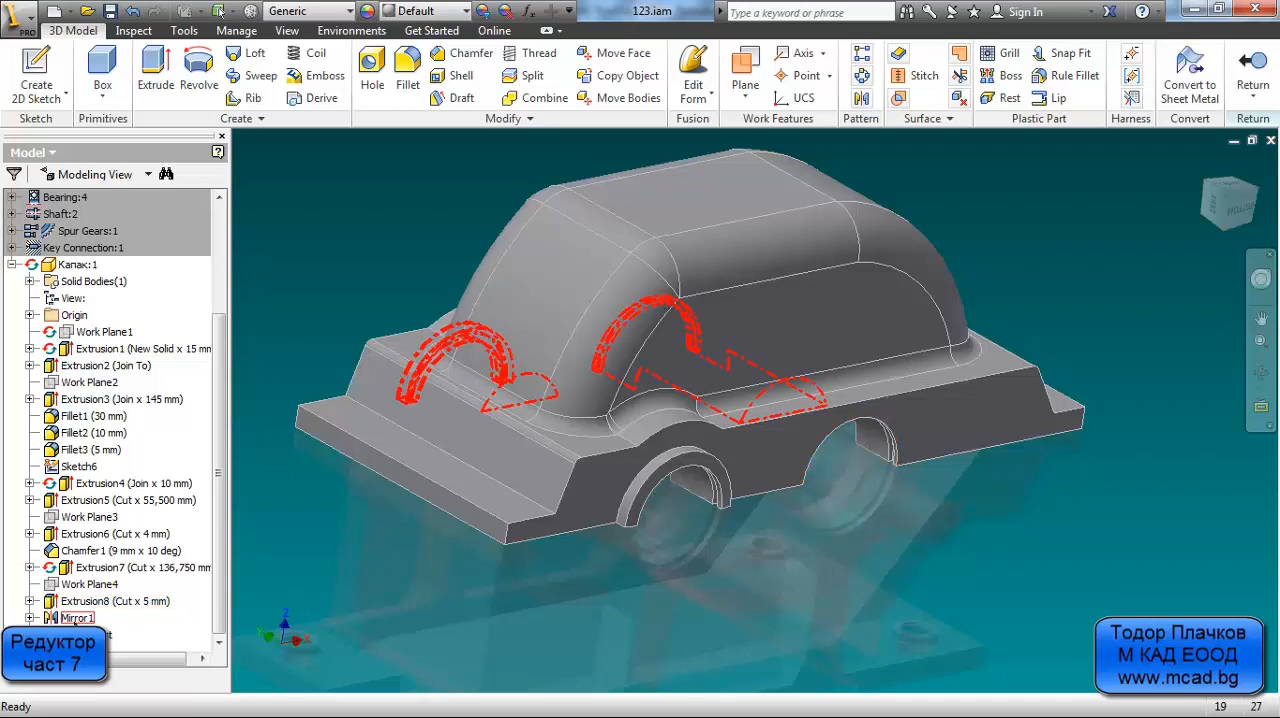 PRO
Generic
Default
123.iam
Type a keyword or phrase
Sign In
3D Model Inspect Tools Manage View Environments Get Started Online
Create 2D Sketch
Box
Extrude
Revolve
Loft
Sweep
Rib
Coil
Emboss
Derive
Hole
Fillet
Chamfer
Shell
Draft
Thread
Split
Combine
Move Face
Copy Object
Move Bodies
Edit Form
Plane
Axis
Point
UCS
Stitch
Grill
Boss
Rest
Snap Fit
Rule Fillet
Lip
Convert to Sheet Metal
Return
Sketch Primitives Create Modify Fusion Work Features Pattern Surface Plastic Part Harness Convert Return
Model
Modeling View
Bearing:4
Shaft:2
Spur Gears:1
Key Connection:1
Капак:1
Solid Bodies(1)
View:
Origin
Work Plane1
Extrusion1 (New Solid x 15 mm
Extrusion2 (Join To)
Work Plane2
Extrusion3 (Join x 145 mm)
Fillet1 (30 mm)
Fillet2 (10 mm)
Fillet3 (5 mm)
Sketch6
Extrusion4 (Join x 10 mm)
Extrusion5 (Cut x 55,500 mm)
Work Plane3
Extrusion6 (Cut x 4 mm)
Chamfer1 (9 mm x 10 deg)
Extrusion7 (Cut x 136,750 mm
Work Plane4
Extrusion8 (Cut x 5 mm)
Mirror1
Редуктор
част 7
Тодор Плачков
М КАД ЕООД
www.mcad.bg
Z
Y
X
Ready
19 27